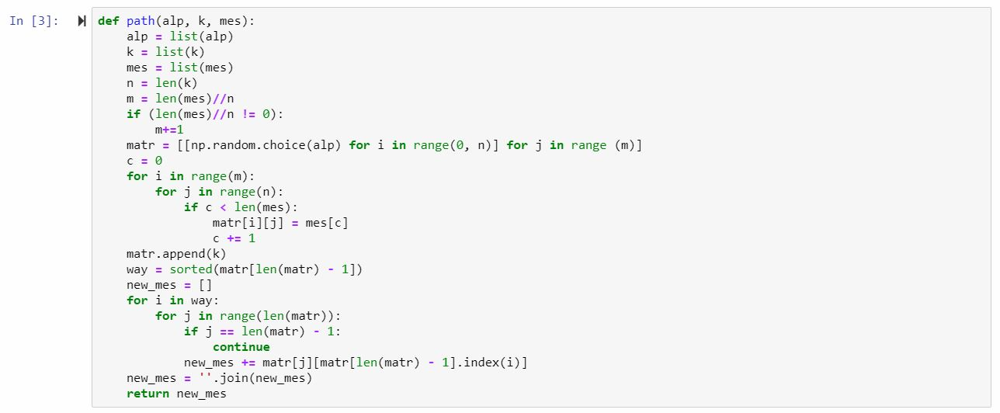 In [3]: def path(alp, k, mes):
    alp = list(alp)
    k = list(k)
    mes = list(mes)
    n = len(k)
    m = len(mes)//n
    if (len(mes)//n != 0):
        m+=1
    matr = [[np.random.choice(alp) for i in range(0, n)] for j in range (m)]
    c = 0
    for i in range(m):
        for j in range(n):
            if c < len(mes):
                matr[i][j] = mes[c]
                c += 1
    matr.append(k)
    way = sorted(matr[len(matr) - 1])
    new_mes = []
    for i in way:
        for j in range(len(matr)):
            if j == len(matr) - 1:
                continue
            new_mes += matr[j][matr[len(matr) - 1].index(i)]
    new_mes = ''.join(new_mes)
    return new_mes